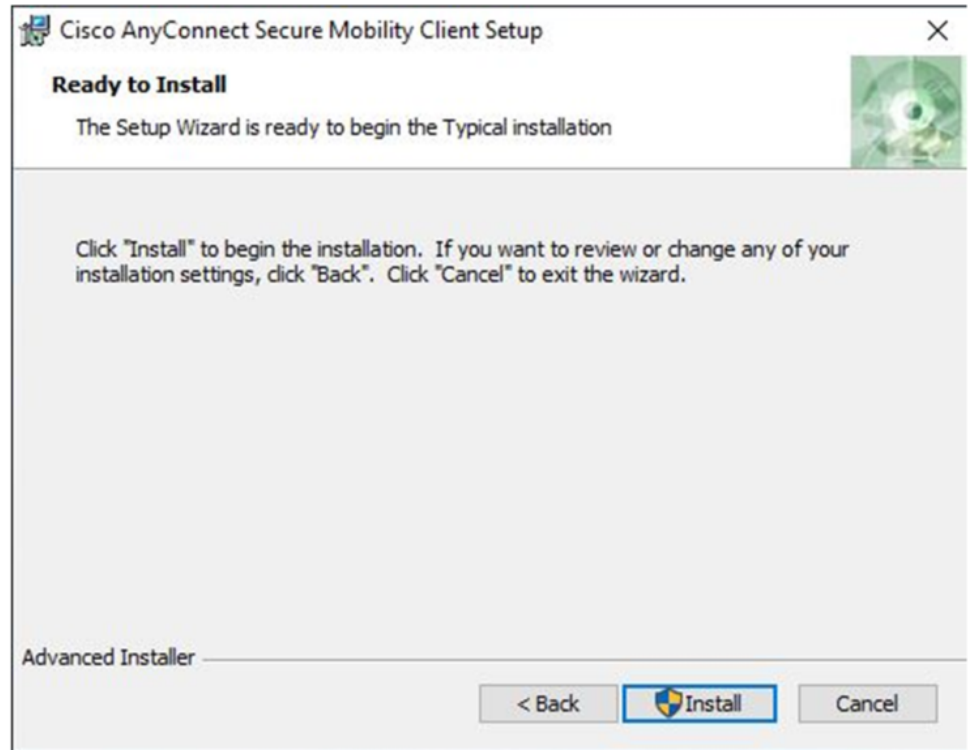 Cisco AnyConnect Secure Mobility Client Setup
Ready to Install
The Setup Wizard is ready to begin the Typical installation
Click "Install" to begin the installation.  If you want to review or change any of your
installation settings, click "Back".  Click "Cancel" to exit the wizard.
Advanced Installer
< Back
Install
Cancel